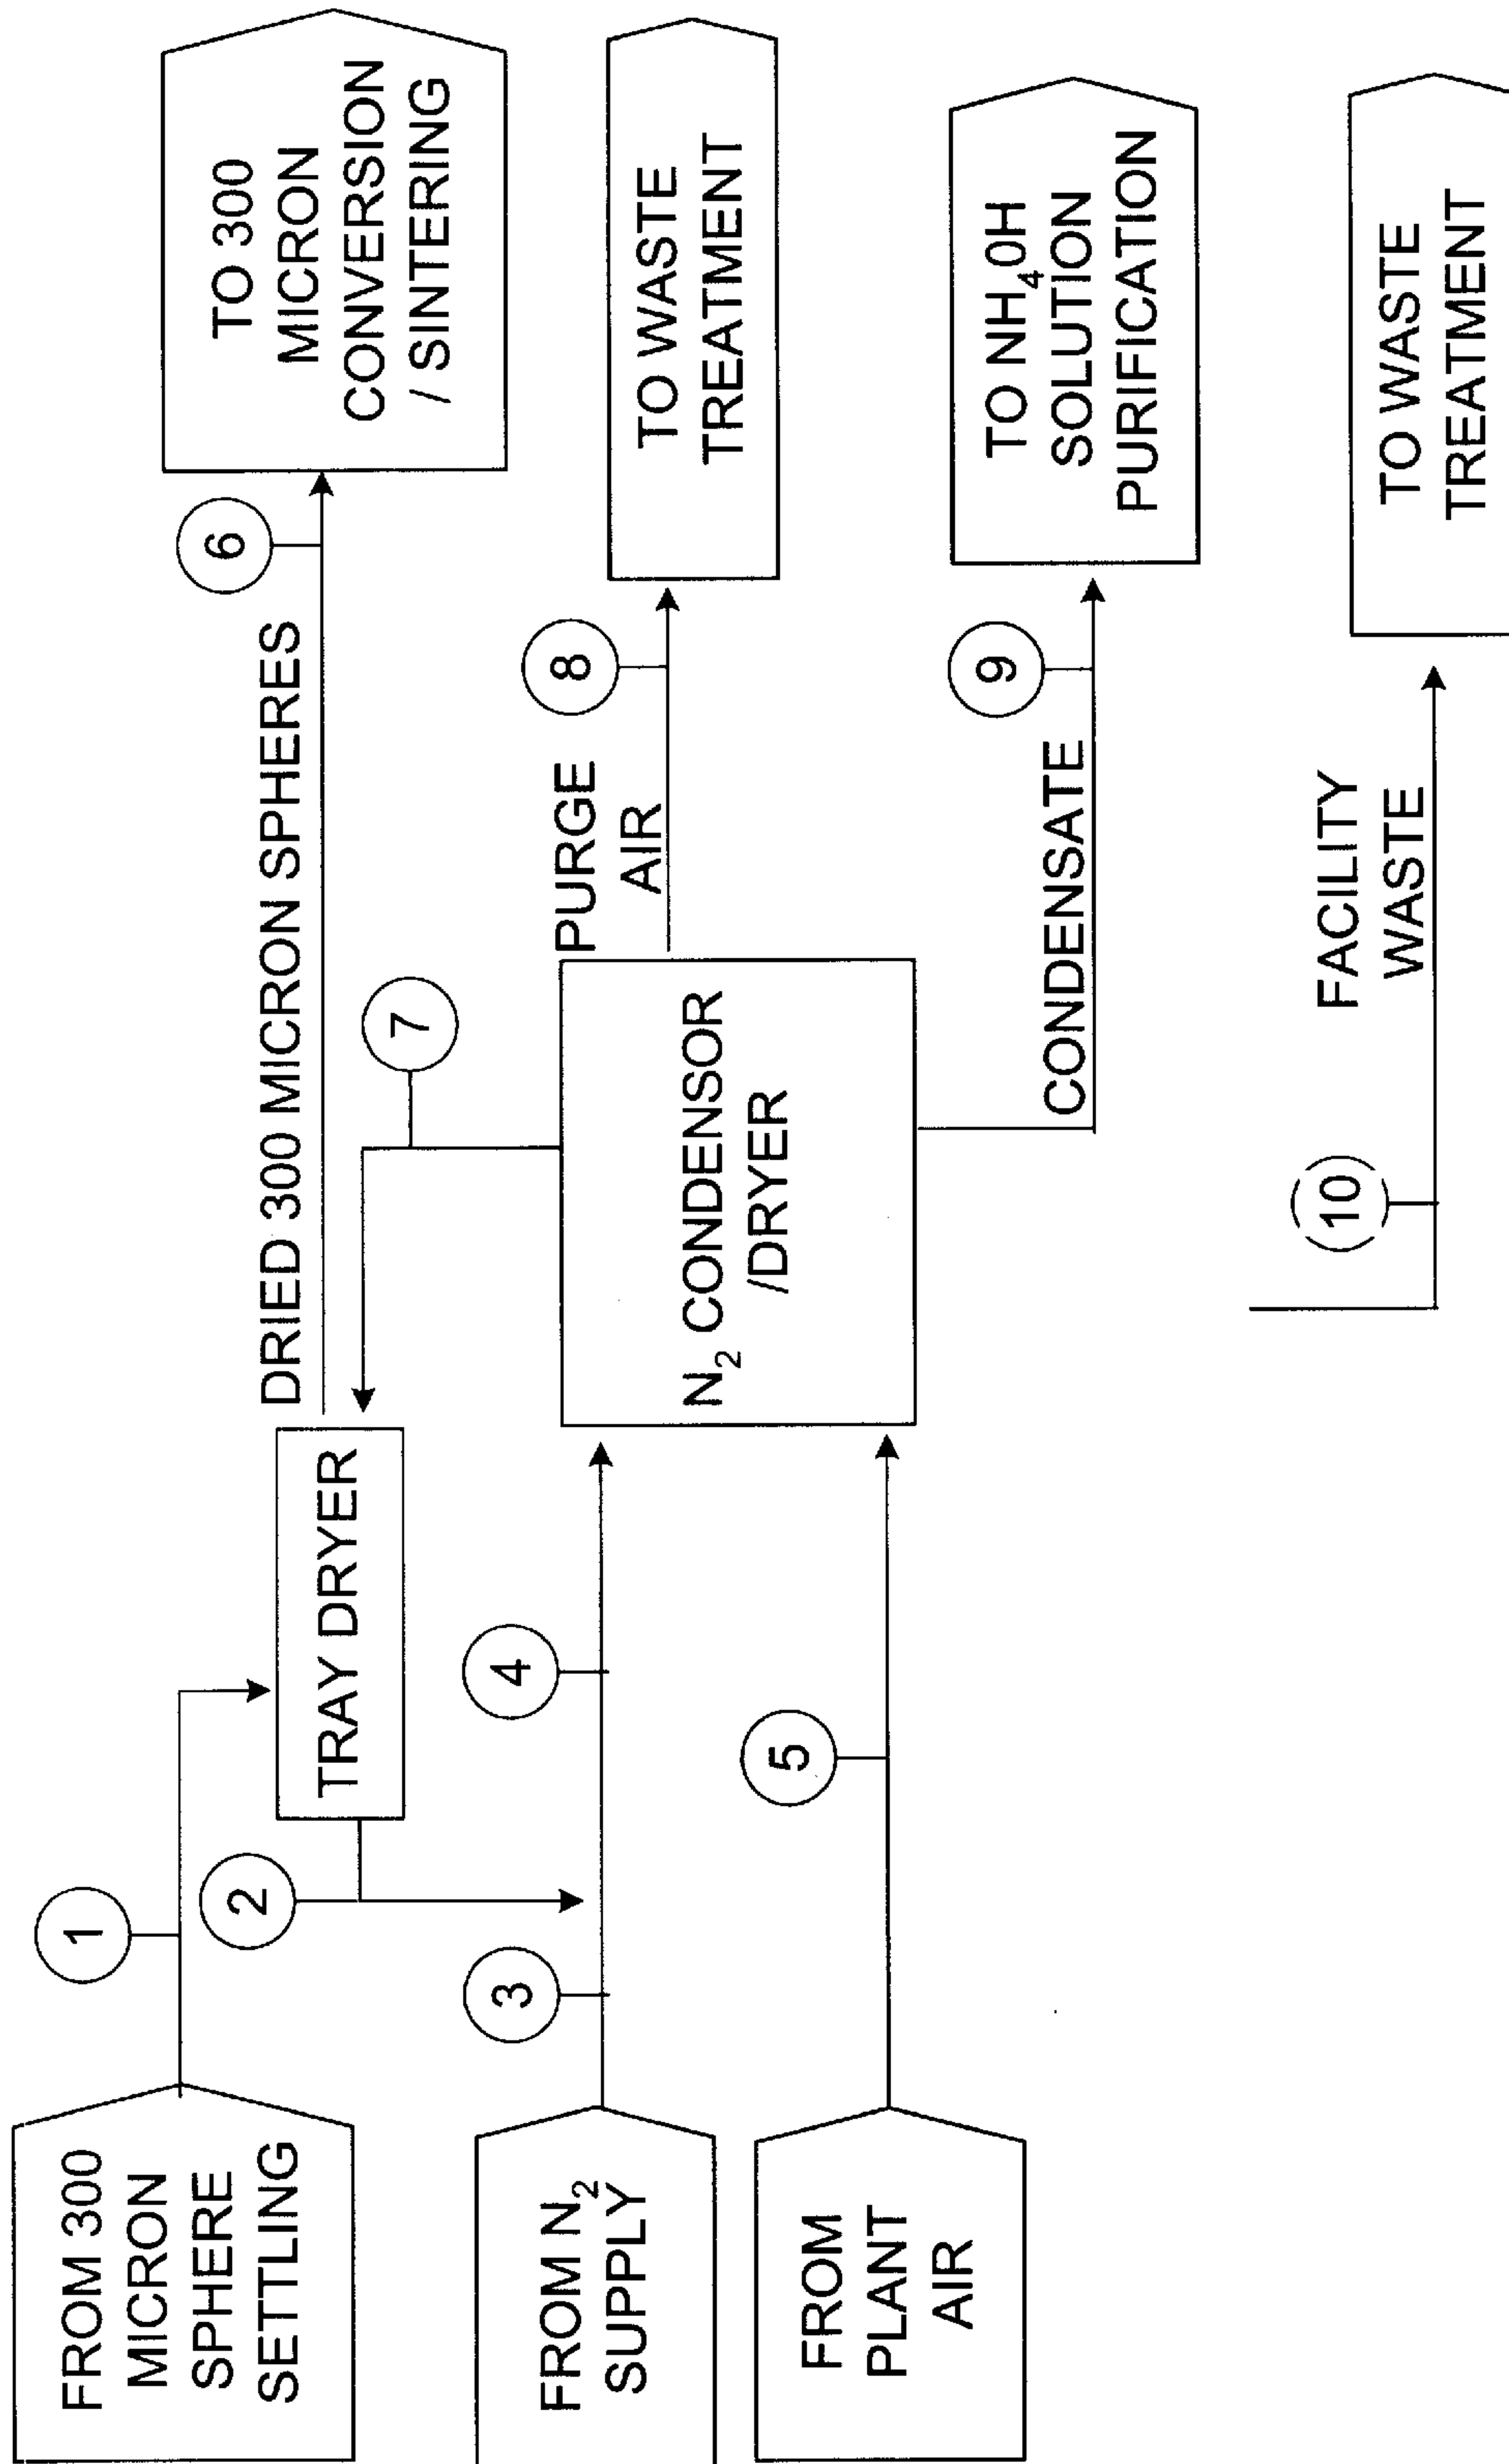 FROM 300
MICRON
SPHERE
SETTLING
1
2
TRAY DRYER
DRIED 300 MICRON SPHERES
6
TO 300
MICRON
CONVERSION
/ SINTERING
7
FROM N₂
SUPPLY
3
4
N₂ CONDENSOR
/DRYER
PURGE
AIR
8
TO WASTE
TREATMENT
FROM
PLANT
AIR
5
CONDENSATE
9
TO NH₄0H
SOLUTION
PURIFICATION
10
FACILITY
WASTE
TO WASTE
TREATMENT